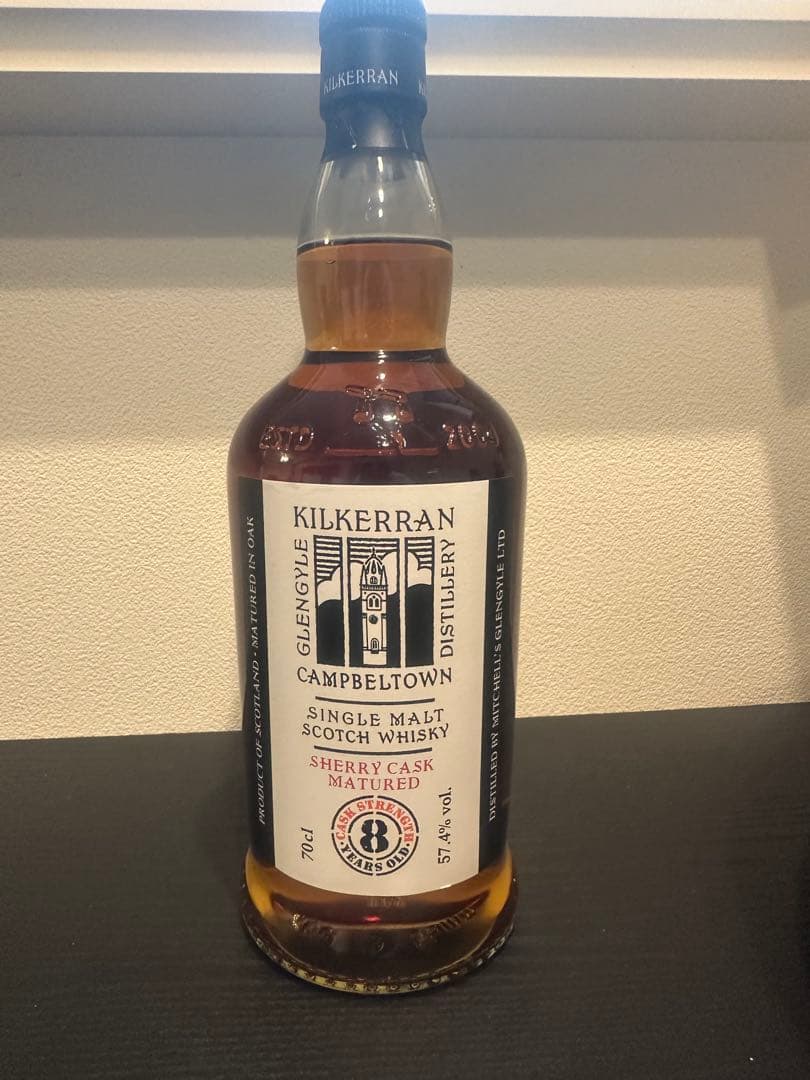 KILKERRAN
ESTD
KILKERRAN
GLENGYLE
DISTILLERY
CAMPBELTOWN
SINGLE MALT
SCOTCH WHISKY
SHERRY CASK
MATURED
CASK STRENGTH
8
YEARS OLD
70cl
57.4% vol.
PRODUCT OF SCOTLAND - MATURED IN OAK
DISTILLED BY MITCHELL'S GLENGYLE LTD